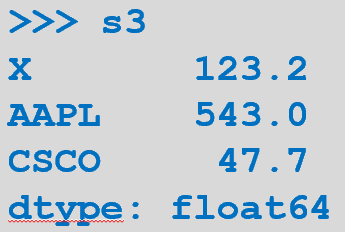 >>> s3
X        123.2
AAPL     543.0
CSCO      47.7
dtype: float64